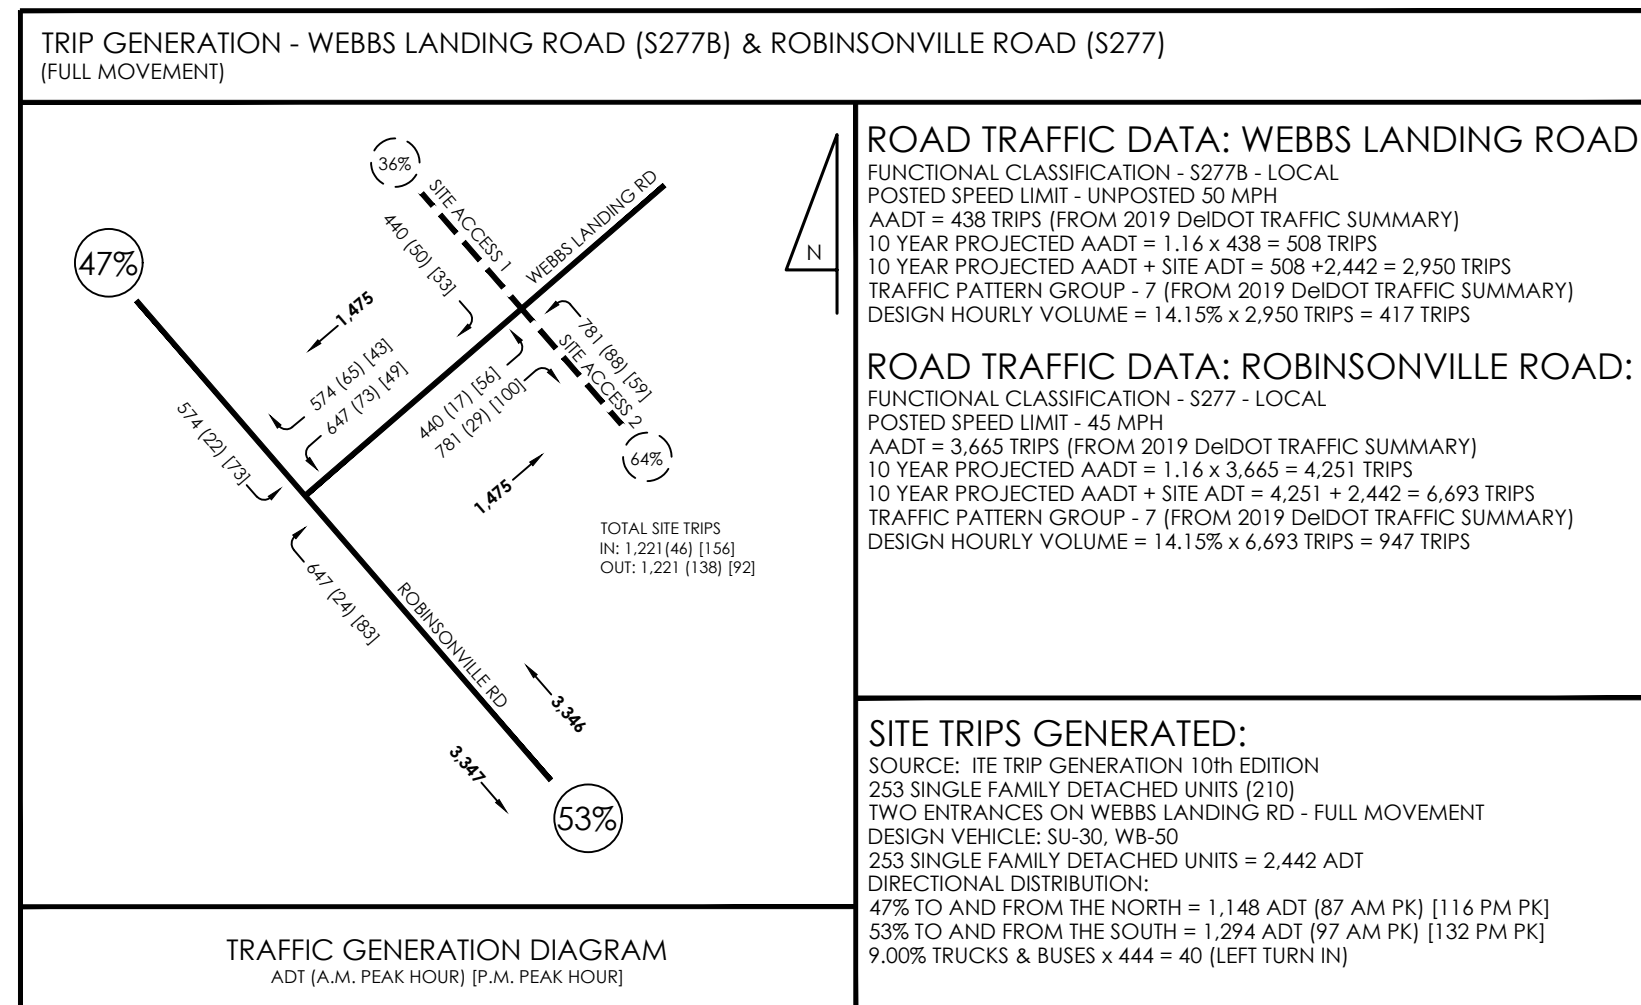 TRIP GENERATION - WEBBS LANDING ROAD (S277B) & ROBINSONVILLE ROAD (S277)
(FULL MOVEMENT)
36%
SITE ACCESS 1
440 (50) [33]
WEBBS LANDING RD
47%
N
1,475
781 (88) [59]
SITE ACCESS 2
574 (65) [43]
647 (73) [49]
440 (17) [56]
781 (29) [100]
574 (22) [73]
64%
1,475
TOTAL SITE TRIPS
IN: 1,221(46) [156]
OUT: 1,221 (138) [92]
647 (24) [83]
ROBINSONVILLE RD
3,346
3,347
53%
TRAFFIC GENERATION DIAGRAM
ADT (A.M. PEAK HOUR) [P.M. PEAK HOUR]
ROAD TRAFFIC DATA: WEBBS LANDING ROAD
FUNCTIONAL CLASSIFICATION - S277B - LOCAL
POSTED SPEED LIMIT - UNPOSTED 50 MPH
AADT = 438 TRIPS (FROM 2019 DelDOT TRAFFIC SUMMARY)
10 YEAR PROJECTED AADT = 1.16 x 438 = 508 TRIPS
10 YEAR PROJECTED AADT + SITE ADT = 508 +2,442 = 2,950 TRIPS
TRAFFIC PATTERN GROUP - 7 (FROM 2019 DelDOT TRAFFIC SUMMARY)
DESIGN HOURLY VOLUME = 14.15% x 2,950 TRIPS = 417 TRIPS
ROAD TRAFFIC DATA: ROBINSONVILLE ROAD:
FUNCTIONAL CLASSIFICATION - S277 - LOCAL
POSTED SPEED LIMIT - 45 MPH
AADT = 3,665 TRIPS (FROM 2019 DelDOT TRAFFIC SUMMARY)
10 YEAR PROJECTED AADT = 1.16 x 3,665 = 4,251 TRIPS
10 YEAR PROJECTED AADT + SITE ADT = 4,251 + 2,442 = 6,693 TRIPS
TRAFFIC PATTERN GROUP - 7 (FROM 2019 DelDOT TRAFFIC SUMMARY)
DESIGN HOURLY VOLUME = 14.15% x 6,693 TRIPS = 947 TRIPS
SITE TRIPS GENERATED:
SOURCE: ITE TRIP GENERATION 10th EDITION
253 SINGLE FAMILY DETACHED UNITS (210)
TWO ENTRANCES ON WEBBS LANDING RD - FULL MOVEMENT
DESIGN VEHICLE: SU-30, WB-50
253 SINGLE FAMILY DETACHED UNITS = 2,442 ADT
DIRECTIONAL DISTRIBUTION:
47% TO AND FROM THE NORTH = 1,148 ADT (87 AM PK) [116 PM PK]
53% TO AND FROM THE SOUTH = 1,294 ADT (97 AM PK) [132 PM PK]
9.00% TRUCKS & BUSES x 444 = 40 (LEFT TURN IN)